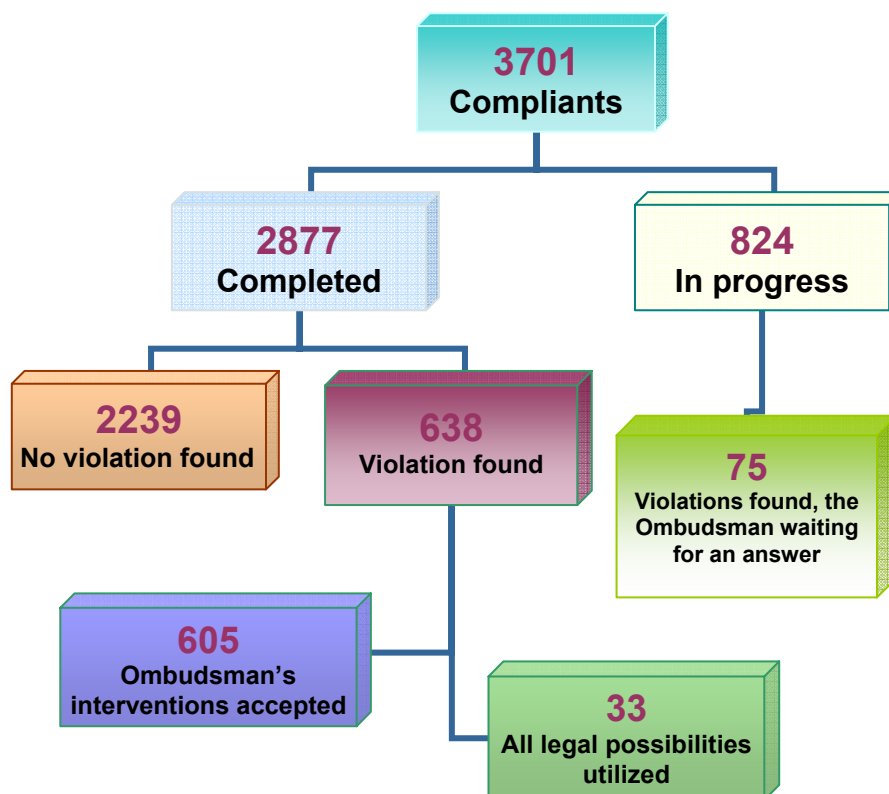 3701
Compliants
2877
Completed
824
In progress
2239
No violation found
638
Violation found
75
Violations found, the
Ombudsman waiting
for an answer
605
Ombudsman’s
interventions accepted
33
All legal possibilities
utilized